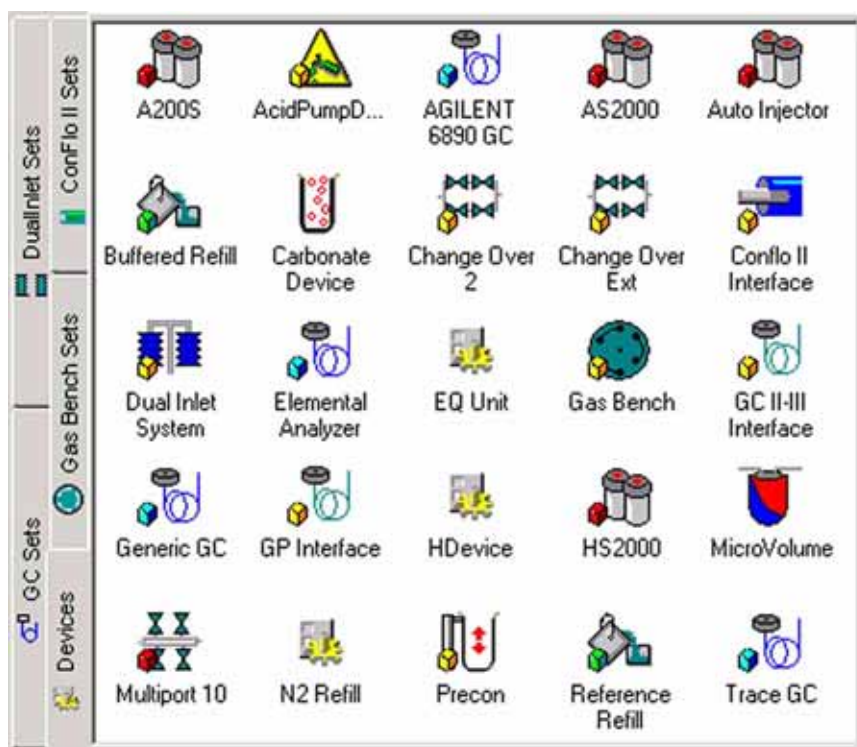 DualInlet Sets
GC Sets
ConFlo II Sets
Gas Bench Sets
Devices
A200S
AcidPumpD...
AGILENT
6890 GC
AS2000
Auto Injector
Buffered Refill
Carbonate
Device
Change Over
2
Change Over
Ext
Conflo II
Interface
Dual Inlet
System
Elemental
Analyzer
EQ Unit
Gas Bench
GC II-III
Interface
Generic GC
GP Interface
HDevice
HS2000
MicroVolume
Multiport 10
N2 Refill
Precon
Reference
Refill
Trace GC